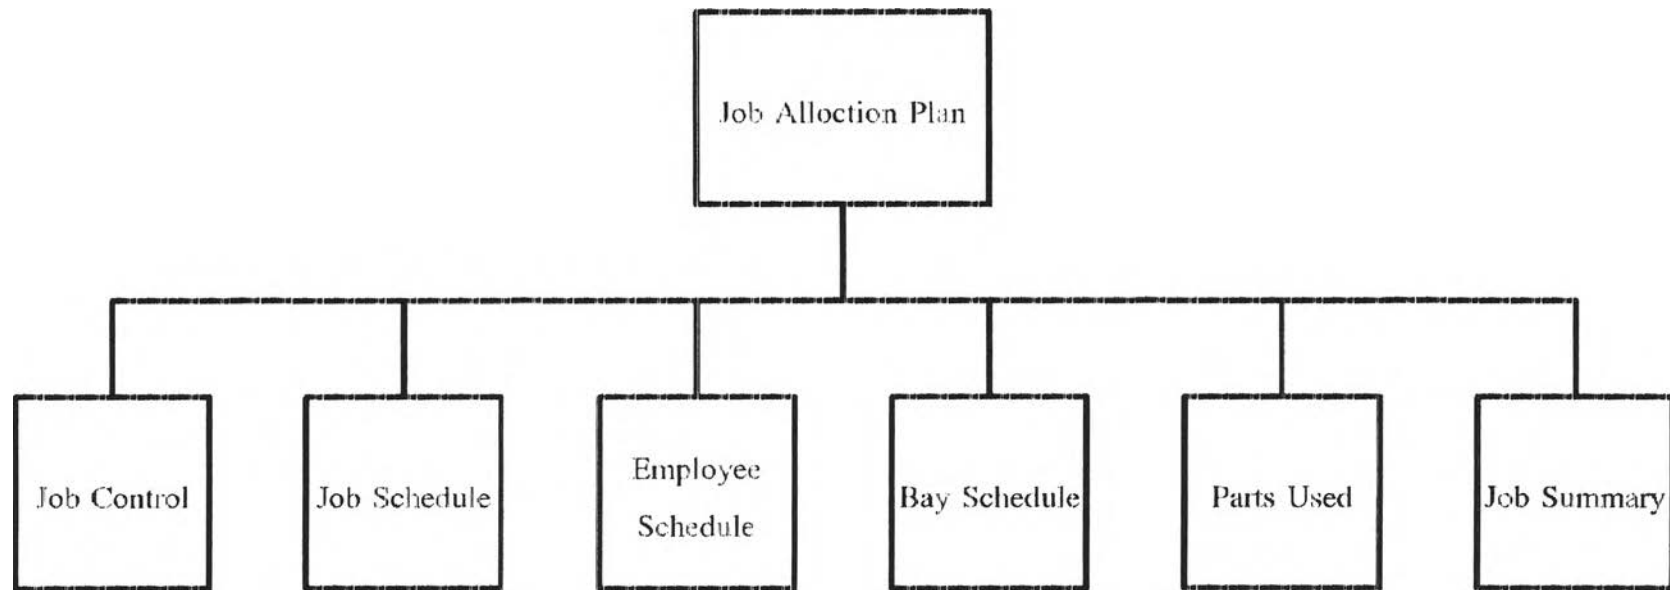 Job Alloction Plan
Job Control
Job Schedule
Employee
Schedule
Bay Schedule
Parts Used
Job Summary